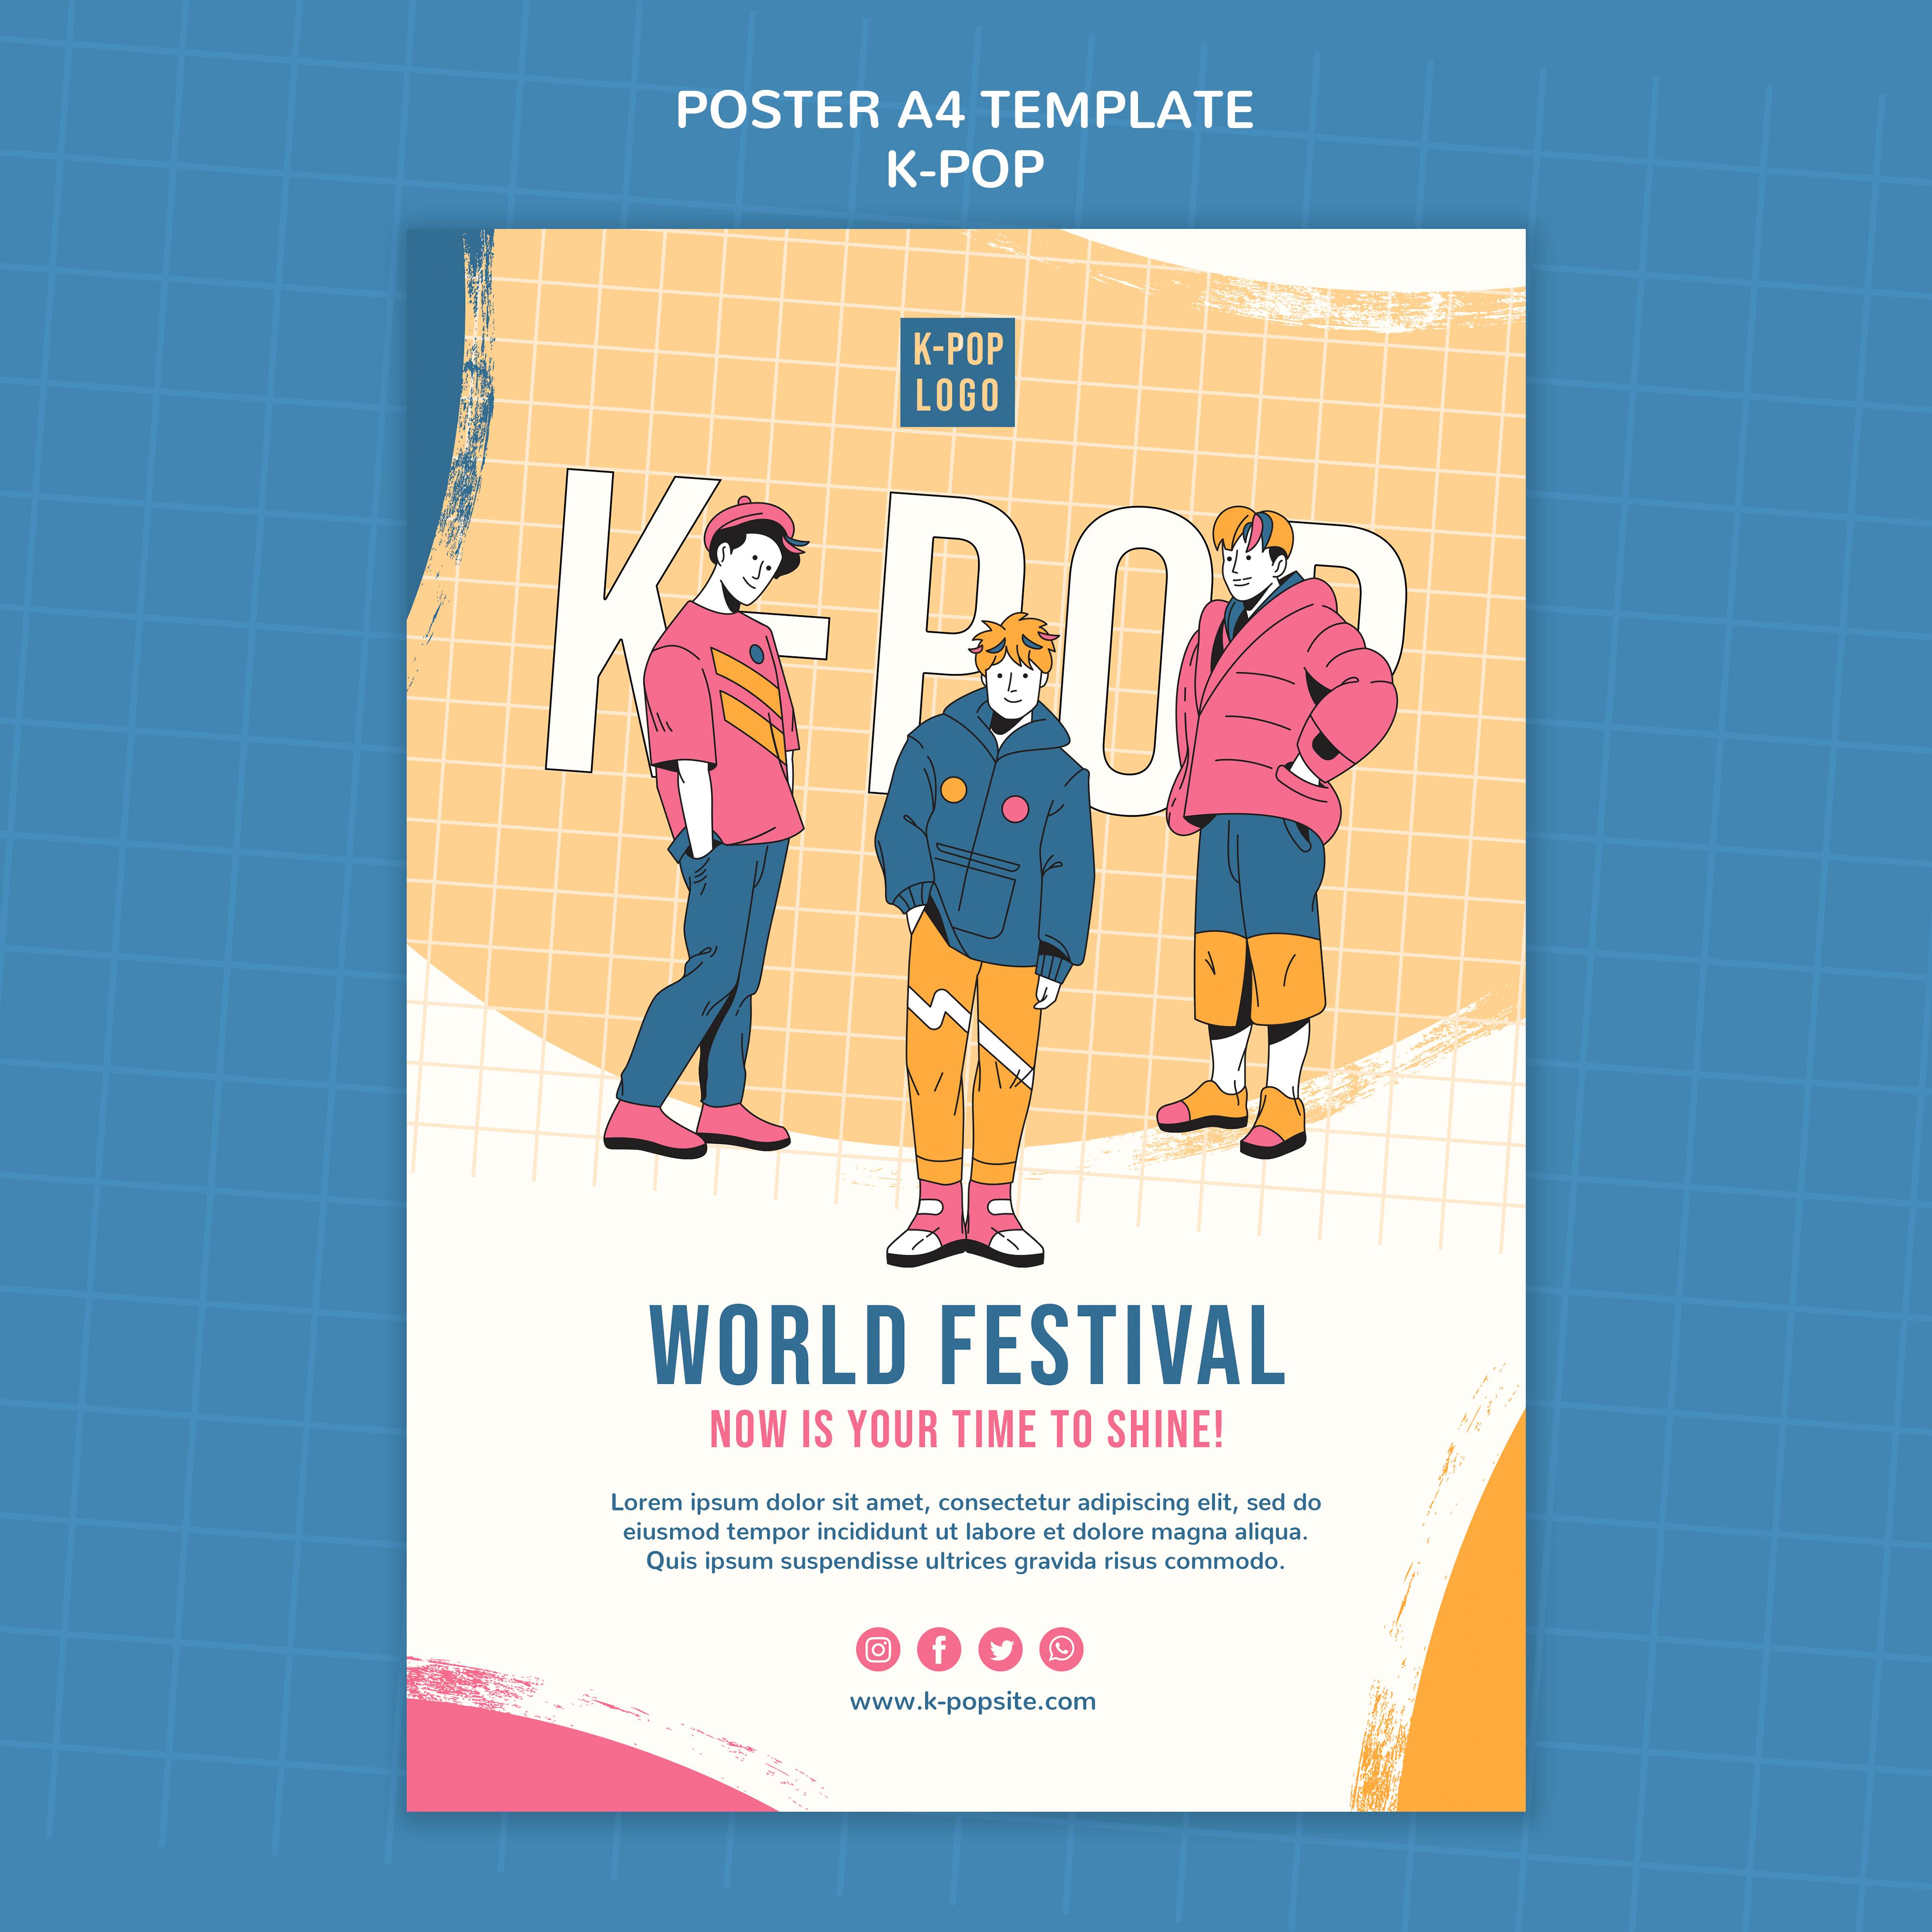 POSTER A4 TEMPLATE
K-POP
K-POP
LOGO
K-POP
WORLD FESTIVAL
NOW IS YOUR TIME TO SHINE!
Lorem ipsum dolor sit amet, consectetur adipiscing elit, sed do
eiusmod tempor incididunt ut labore et dolore magna aliqua.
Quis ipsum suspendisse ultrices gravida risus commodo.
www.k-popsite.com